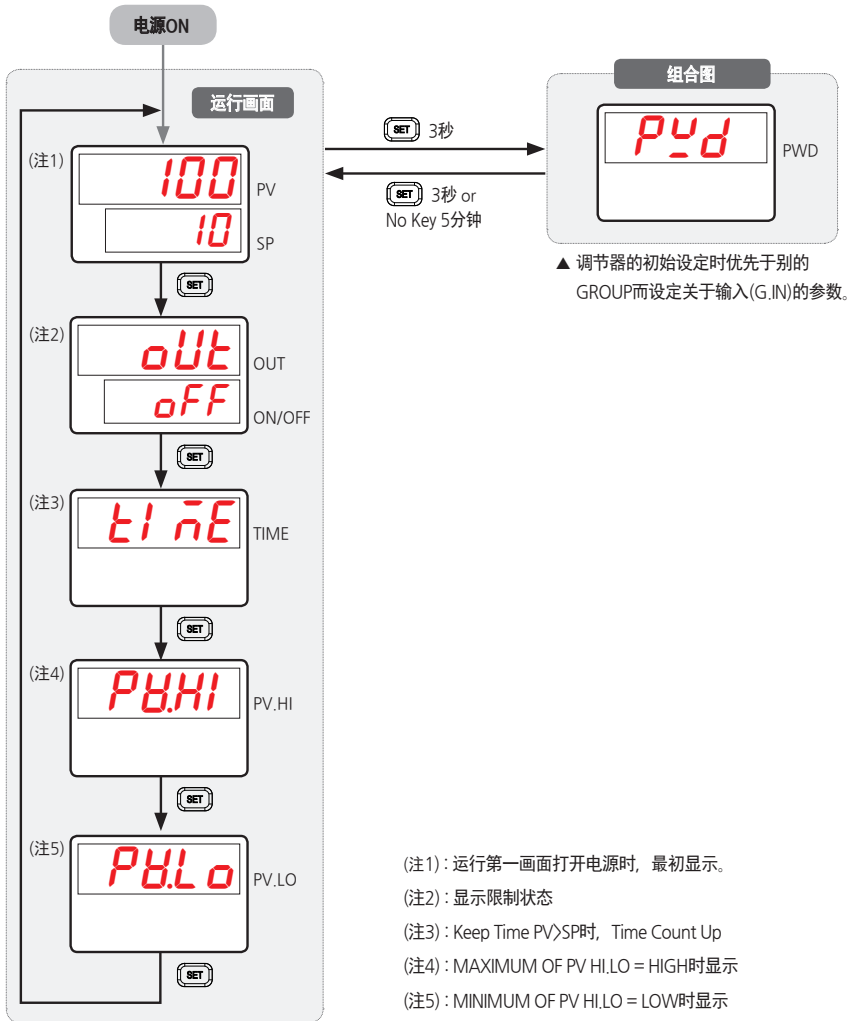 电源ON
运行画面
(注1)
100
PV
10
SP
SET
(注2)
oUt
OUT
oFF
ON/OFF
SET
(注3)
tIME
TIME
SET
(注4)
PV.HI
PV.HI
SET
(注5)
PV.Lo
PV.LO
SET
SET 3秒
SET 3秒 or
No Key 5分钟
组合图
PWd
PWD
▲ 调节器的初始设定时优先于别的
GROUP而设定关于输入(G.IN)的参数。
(注1) : 运行第一画面打开电源时, 最初显示。
(注2) : 显示限制状态
(注3) : Keep Time PV>SP时, Time Count Up
(注4) : MAXIMUM OF PV HI.LO = HIGH时显示
(注5) : MINIMUM OF PV HI.LO = LOW时显示